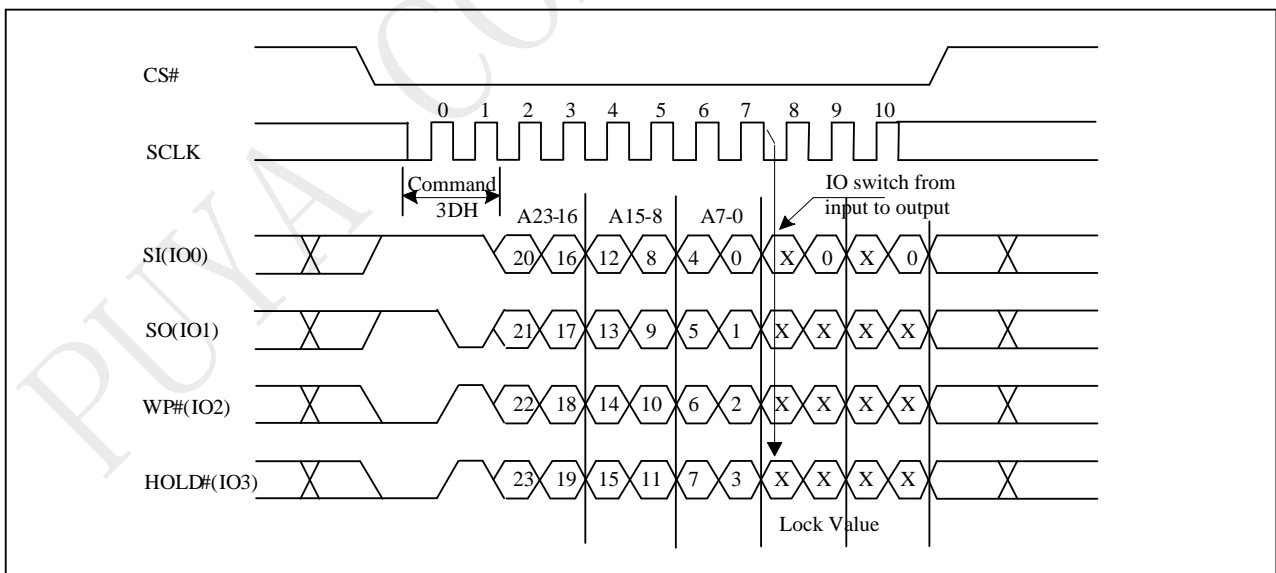 PUYA CO
CS#
0 1 2 3 4 5 6 7 8 9 10
SCLK
Command
3DH
IO switch from
input to output
A23-16 A15-8 A7-0
SI(IO0)
20 16 12 8 4 0 X 0 X 0
SO(IO1)
21 17 13 9 5 1 X X X X
WP#(IO2)
22 18 14 10 6 2 X X X X
HOLD#(IO3)
23 19 15 11 7 3 X X X X
Lock Value